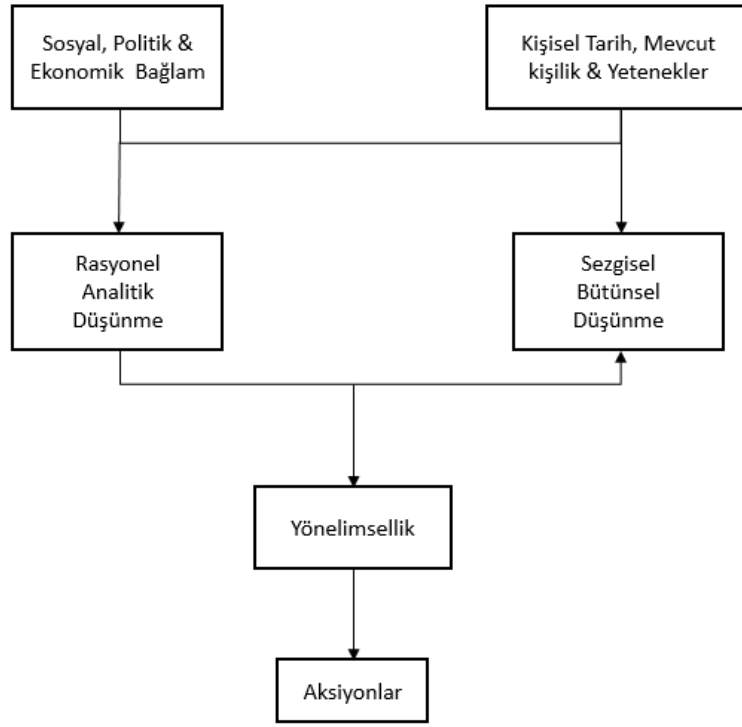 Sosyal, Politik &
Ekonomik Bağlam
Kişisel Tarih, Mevcut
kişilik & Yetenekler
Rasyonel
Analitik
Düşünme
Sezgisel
Bütünsel
Düşünme
Yönelimsellik
Aksiyonlar